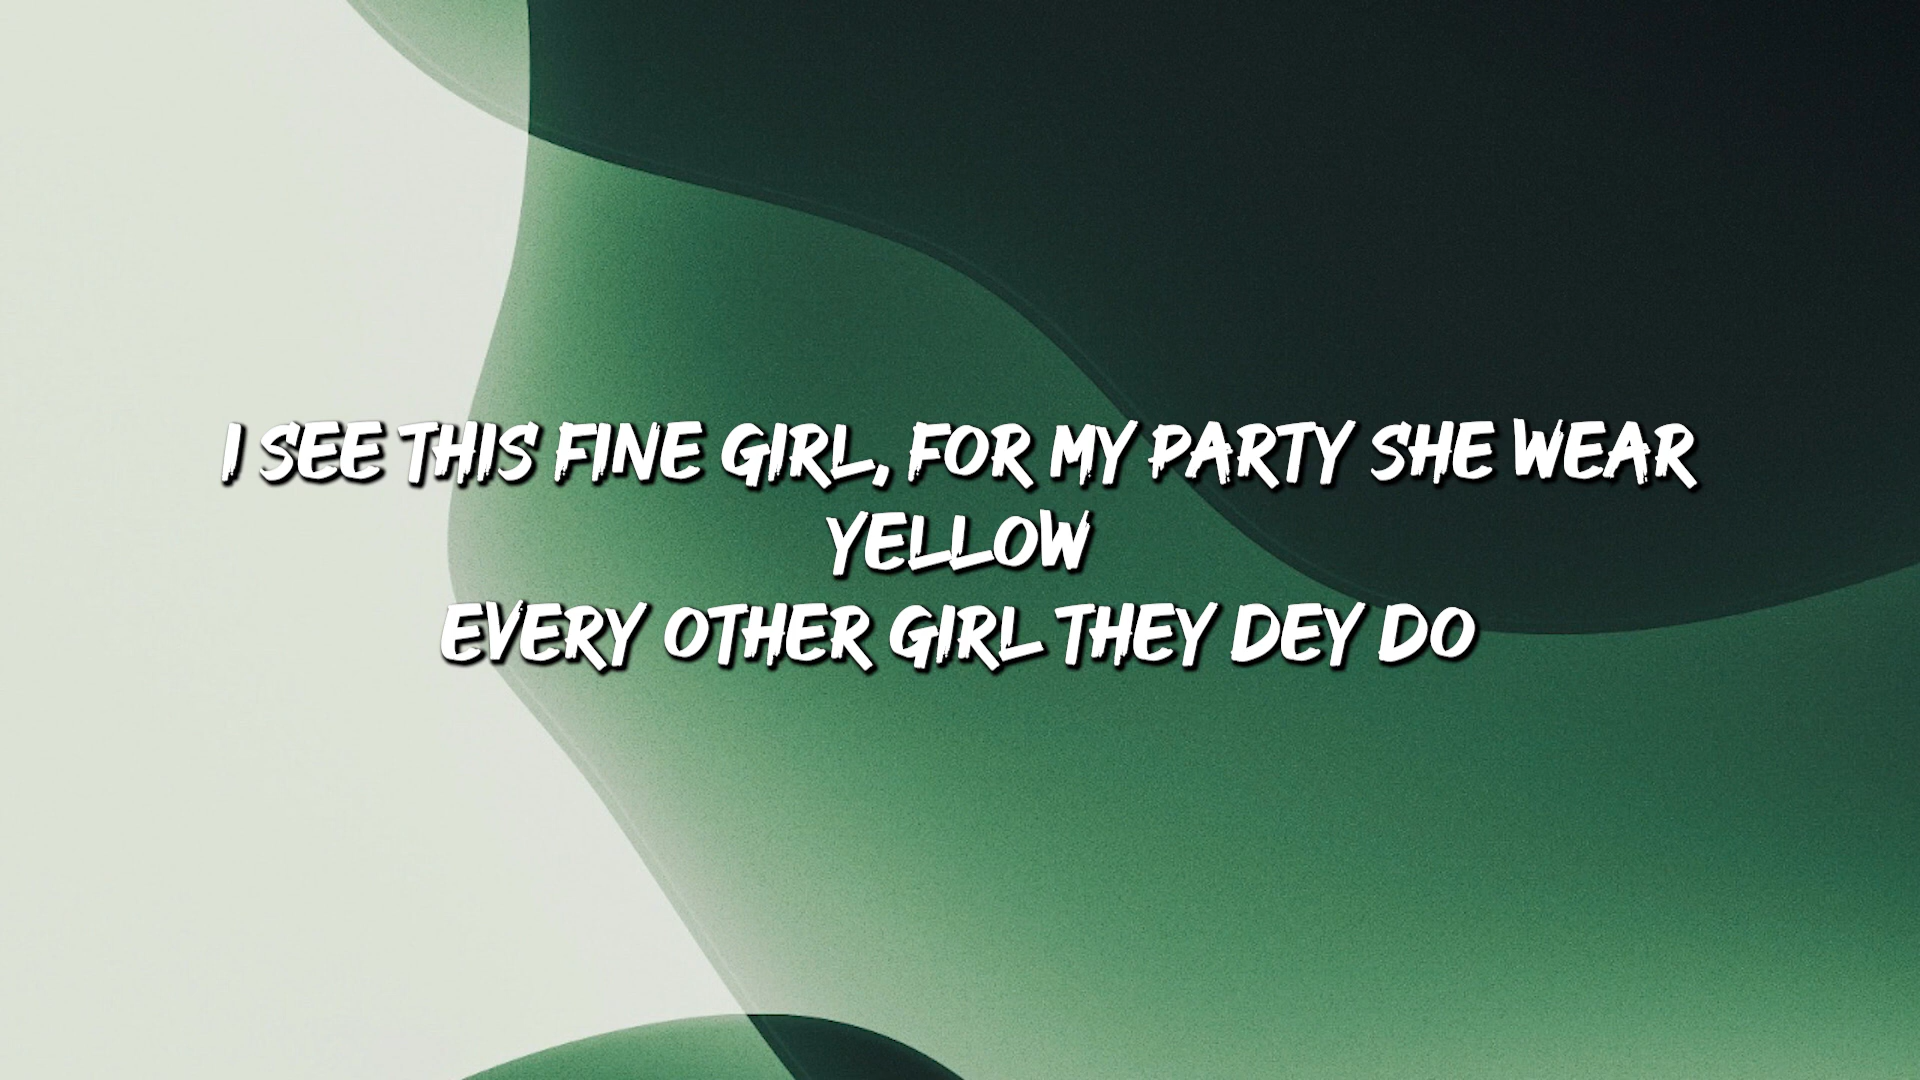 I SEE THIS FINE GIRL, FOR MY PARTY SHE WEAR
YELLOW
EVERY OTHER GIRL THEY DEY DO